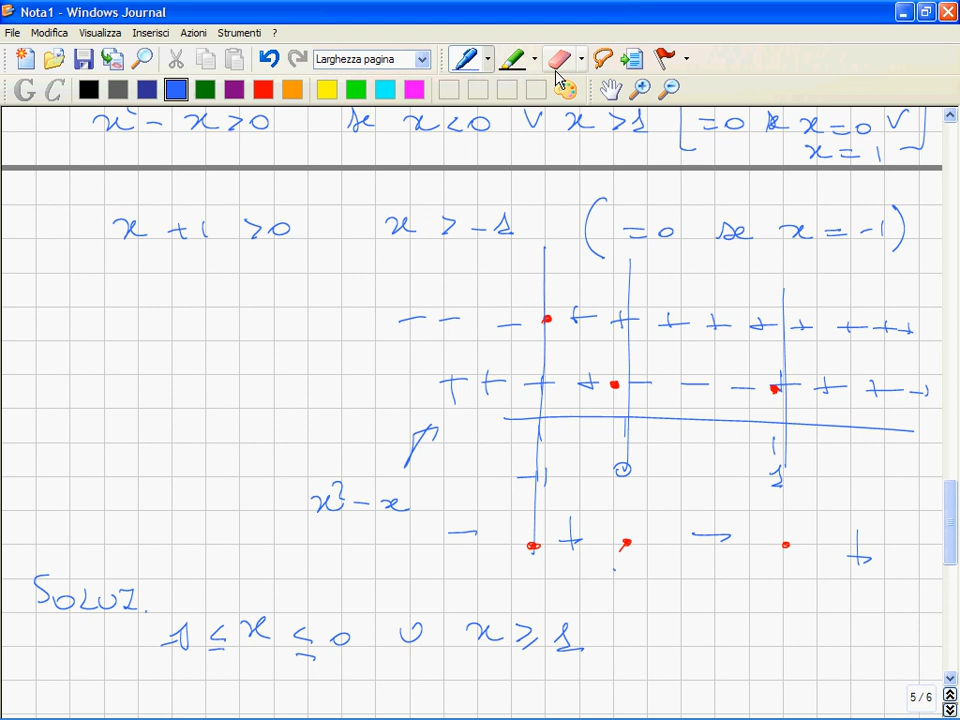 Nota1 - Windows Journal
File Modifica Visualizza Inserisci Azioni Strumenti ?
Larghezza pagina
G C
x² - x > 0 se x < 0 ∨ x > 1 [ = 0 se x = 0 ∨
x = 1 ]
x + 1 > 0 x > -1 ( = 0 se x = -1 )
- - - + + + + + + + +
+ + + + - - - + + +
-1 0 1
x² - x
- + - +
SOLUZ.
-1 ≤ x ≤ 0 ∪ x ≥ 1
5 / 6